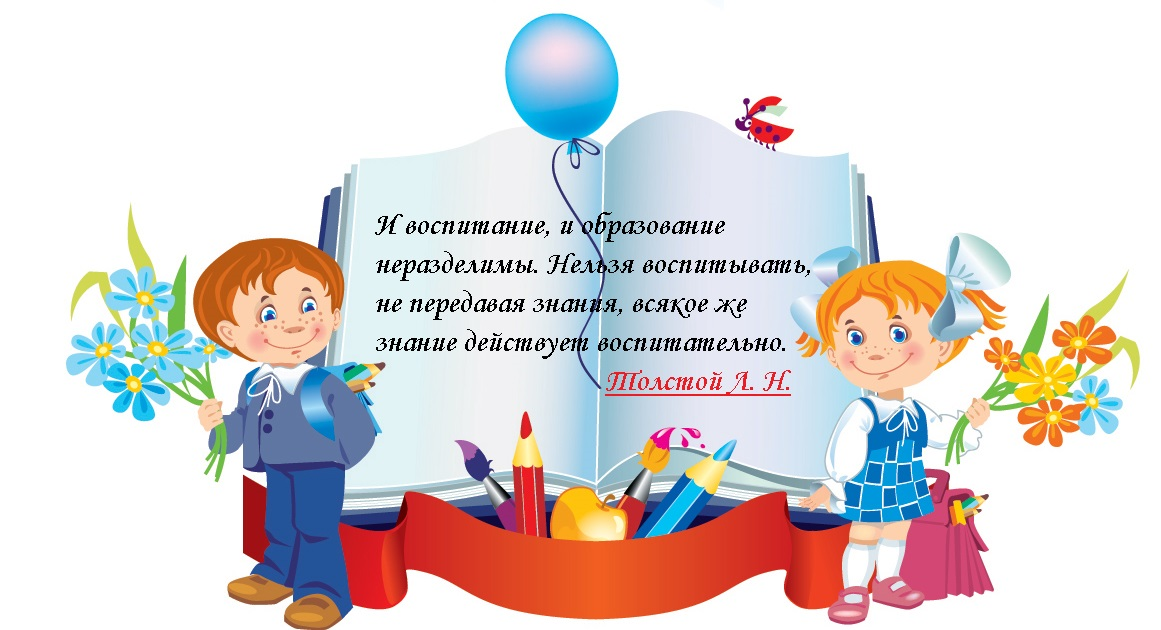 И воспитание, и образование
неразделимы. Нельзя воспитывать,
не передавая знания, всякое же
знание действует воспитательно.
Толстой Л. Н.